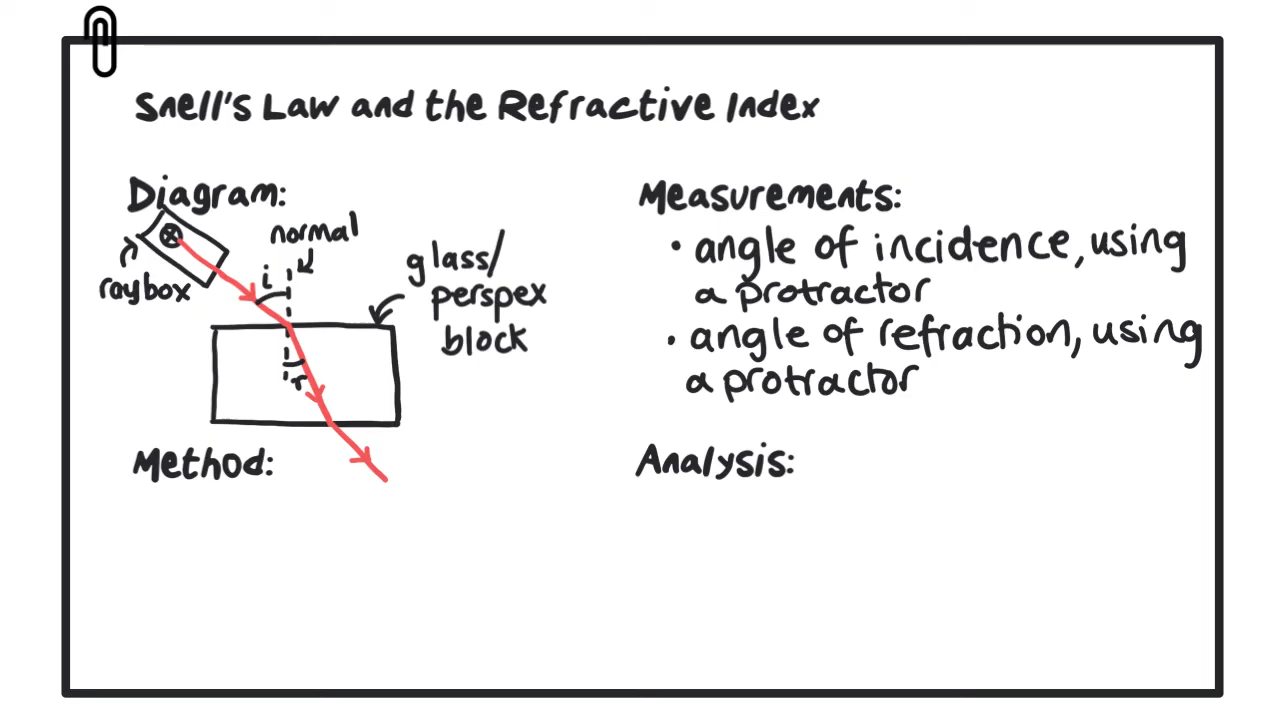 Snell's Law and the Refractive Index
Diagram:
normal
i
raybox
glass/
perspex
block
r
Method:
Measurements:
• angle of incidence, using
a protractor
• angle of refraction, using
a protractor
Analysis: